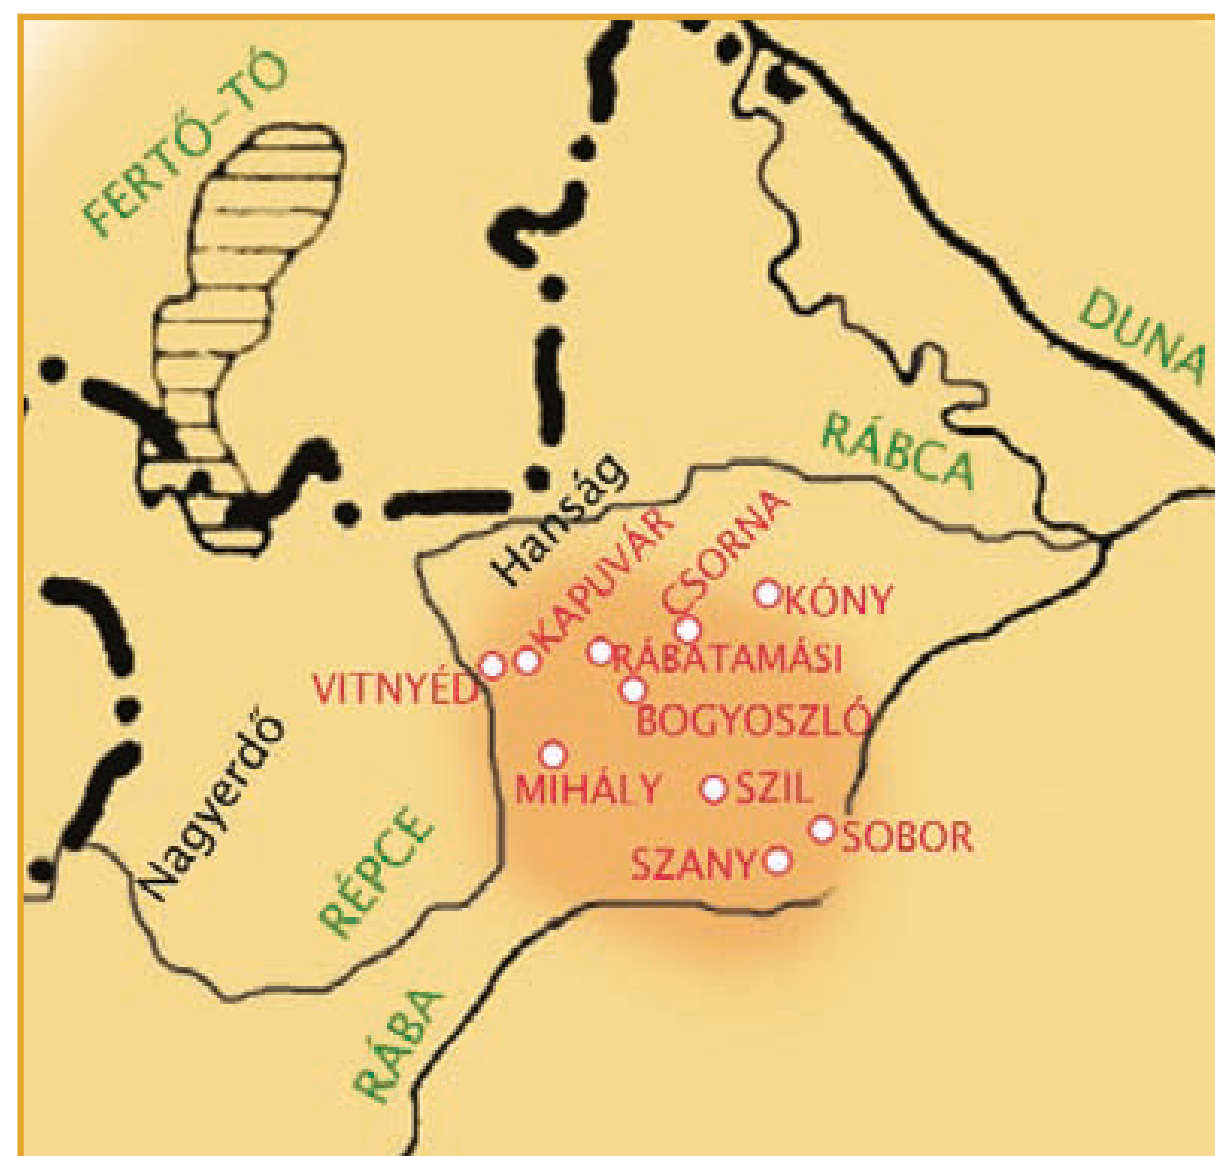 FERTŐ-TÓ
DUNA
RÁBCA
Hanság
KAPUVÁR
CSORNA
KÓNY
RÁBATAMÁSI
VITNYÉD
BOGYOSZLÓ
Nagyerdő
MIHÁLY
SZIL
RÉPCE
SOBOR
SZANY
RÁBA